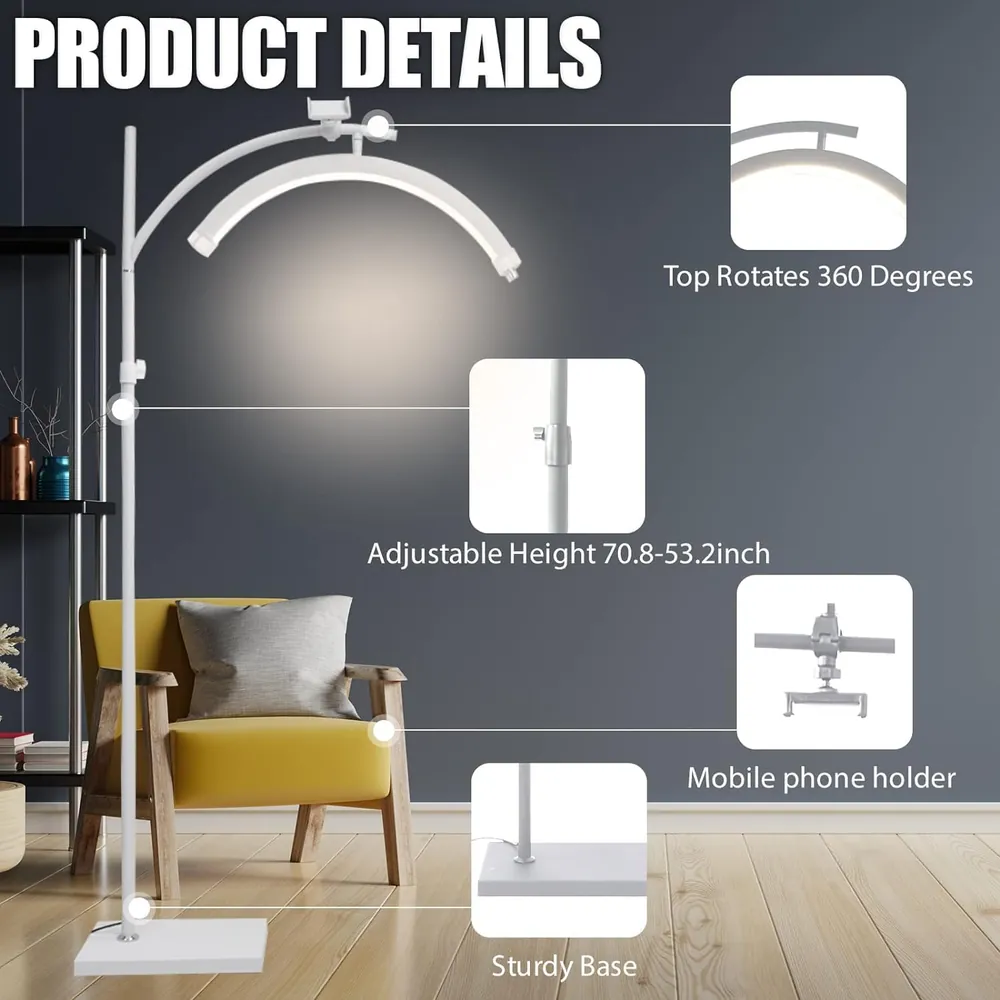 PRODUCT DETAILS
Top Rotates 360 Degrees
Adjustable Height 70.8-53.2inch
Mobile phone holder
Sturdy Base